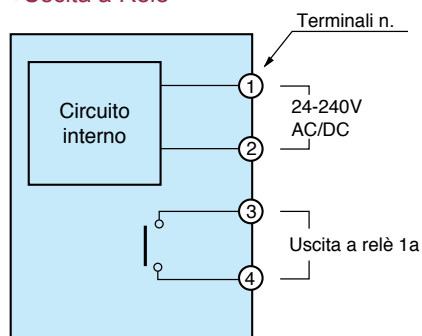 Uscita a Relè
Terminali n.
Circuito
interno
1
2
24-240V
AC/DC
3
4
Uscita a relè 1a